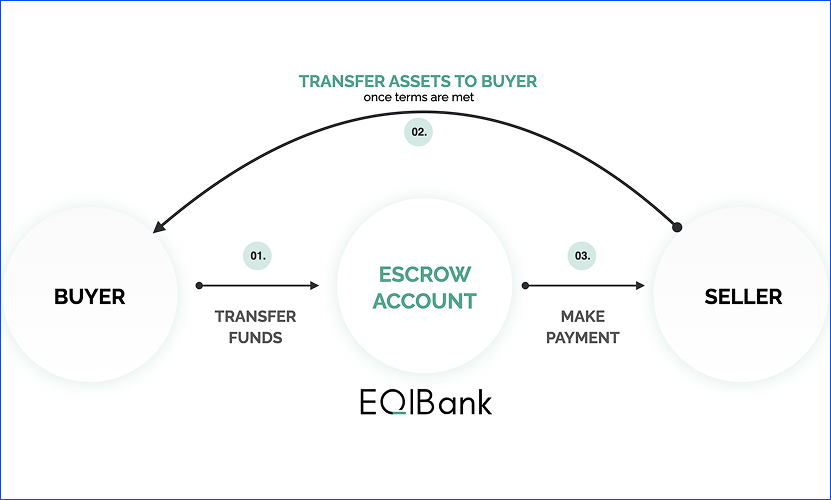 TRANSFER ASSETS TO BUYER
once terms are met
02.
01.
03.
BUYER
TRANSFER
FUNDS
ESCROW
ACCOUNT
MAKE
PAYMENT
SELLER
EQIBank